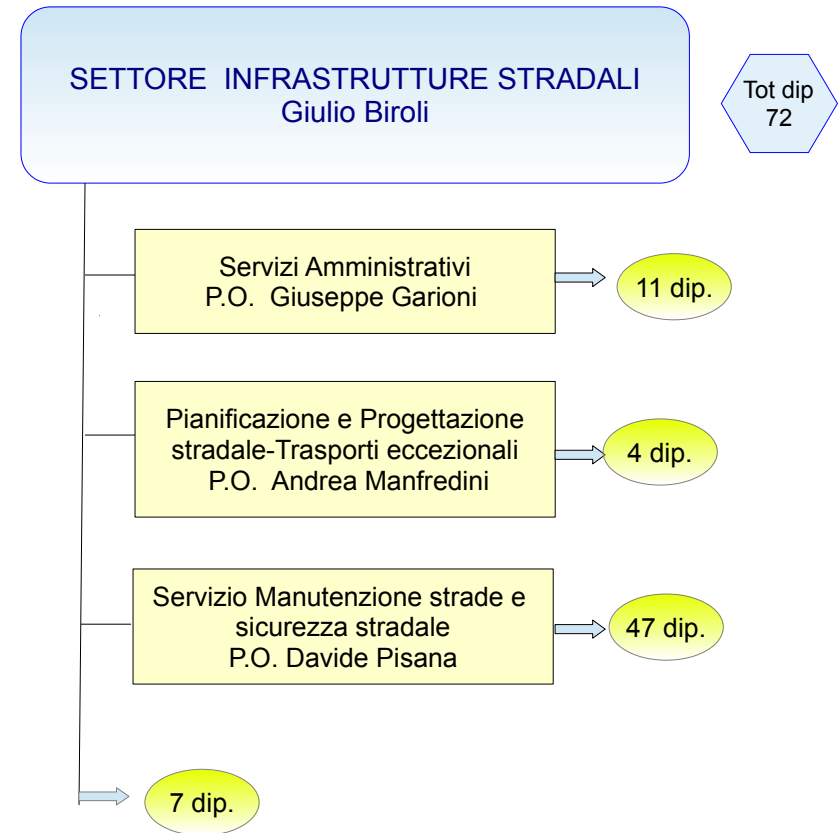 SETTORE INFRASTRUTTURE STRADALI
Giulio Biroli
Tot dip
72
Servizi Amministrativi
P.O. Giuseppe Garioni
11 dip.
Pianificazione e Progettazione
stradale-Trasporti eccezionali
P.O. Andrea Manfredini
4 dip.
Servizio Manutenzione strade e
sicurezza stradale
P.O. Davide Pisana
47 dip.
7 dip.